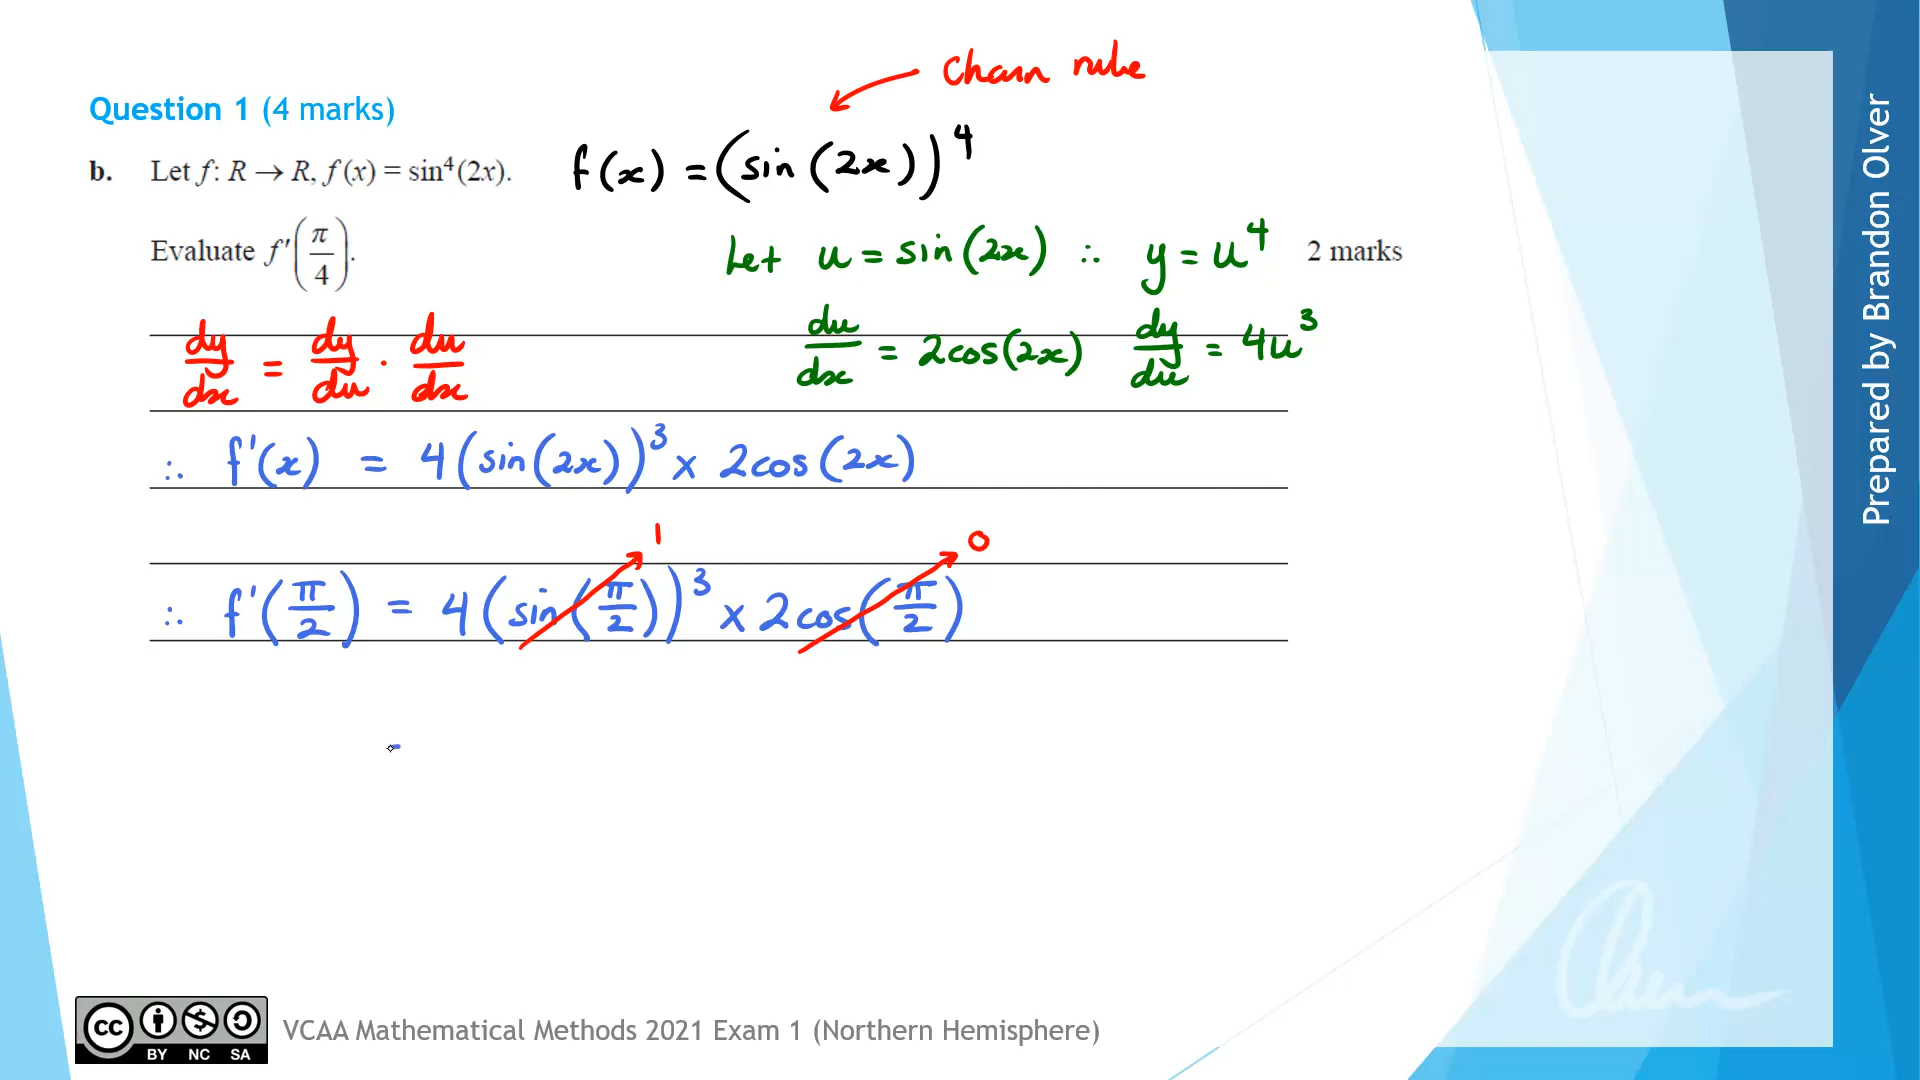 Chain rule
Question 1 (4 marks)
b. Let f: R → R, f(x) = sin⁴(2x). f(x) = (sin(2x))⁴
Evaluate f′(π/4). Let u = sin(2x) ∴ y = u⁴ 2 marks
dy/dx = dy/du · du/dx du/dx = 2cos(2x) dy/du = 4u³
∴ f'(x) = 4(sin(2x))³ × 2cos(2x)
1 0
∴ f'(π/2) = 4(sin(π/2))³ × 2cos(π/2)
Prepared by Brandon Olver
cc BY NC SA
VCAA Mathematical Methods 2021 Exam 1 (Northern Hemisphere)